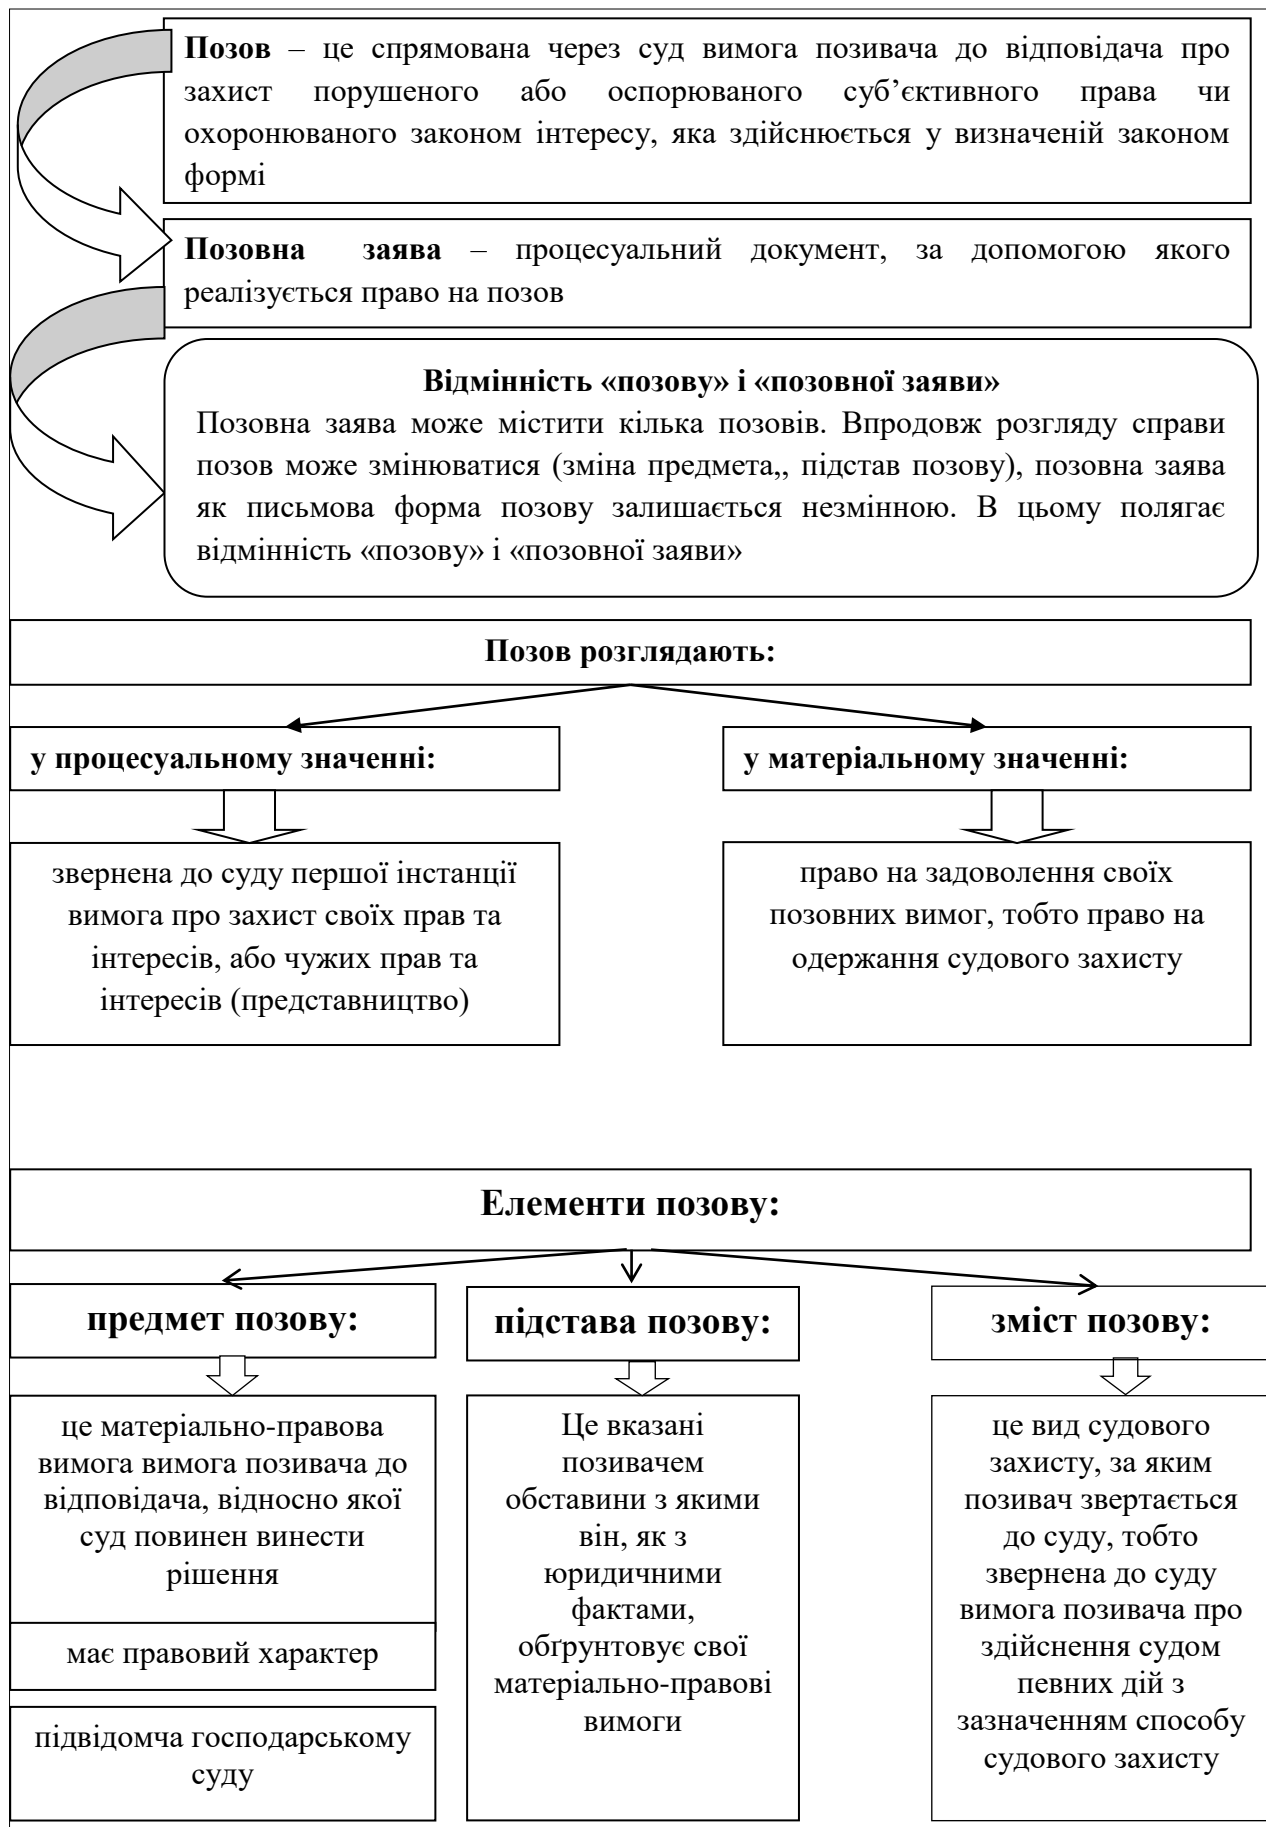 Позов – це спрямована через суд вимога позивача до відповідача про
захист порушеного або оспорюваного суб’єктивного права чи
охоронюваного законом інтересу, яка здійснюється у визначеній законом
формі
Позовна заява – процесуальний документ, за допомогою якого
реалізується право на позов
Відмінність «позову» і «позовної заяви»
Позовна заява може містити кілька позовів. Впродовж розгляду справи
позов може змінюватися (зміна предмета,, підстав позову), позовна заява
як письмова форма позову залишається незмінною. В цьому полягає
відмінність «позову» і «позовної заяви»
Позов розглядають:
у процесуальному значенні:
звернена до суду першої інстанції
вимога про захист своїх прав та
інтересів, або чужих прав та
інтересів (представництво)
у матеріальному значенні:
право на задоволення своїх
позовних вимог, тобто право на
одержання судового захисту
Елементи позову:
предмет позову:
це матеріально-правова
вимога вимога позивача до
відповідача, відносно якої
суд повинен винести
рішення
має правовий характер
підвідомча господарському
суду
підстава позову:
Це вказані
позивачем
обставини з якими
він, як з
юридичними
фактами,
обґрунтовує свої
матеріально-правові
вимоги
зміст позову:
це вид судового
захисту, за яким
позивач звертається
до суду, тобто
звернена до суду
вимога позивача про
здійснення судом
певних дій з
зазначенням способу
судового захисту